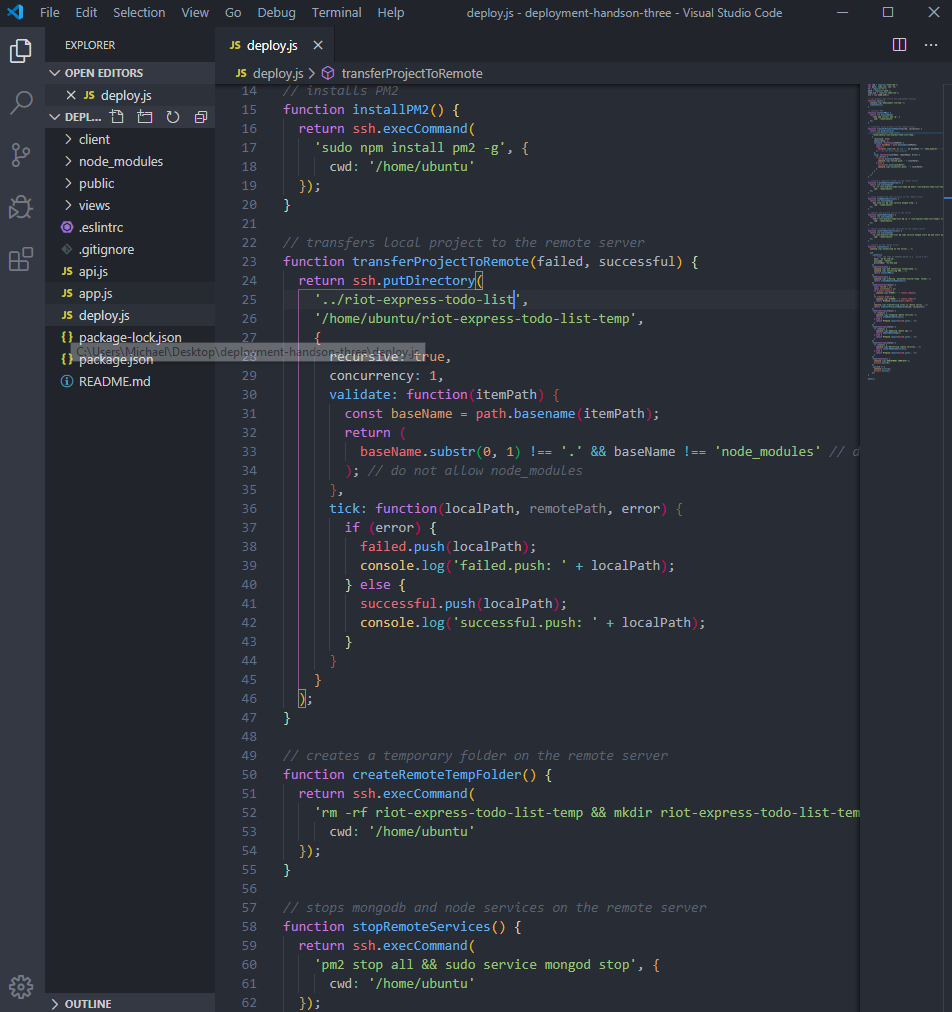 File Edit Selection View Go Debug Terminal Help deploy.js - deployment-handson-three - Visual Studio Code
EXPLORER
OPEN EDITORS
JS deploy.js
DEPL...
client
node_modules
public
views
.eslintrc
.gitignore
JS api.js
JS app.js
JS deploy.js
{} package-lock.json
C:\Users\Michael\Desktop\deployment-handson-three\deploy.js
{} package.json
README.md
OUTLINE
JS deploy.js
JS deploy.js > transferProjectToRemote
14 // installs PM2
15 function installPM2() {
16 return ssh.execCommand(
17 'sudo npm install pm2 -g', {
18 cwd: '/home/ubuntu'
19 });
20 }
21
22 // transfers local project to the remote server
23 function transferProjectToRemote(failed, successful) {
24 return ssh.putDirectory(
25 '../riot-express-todo-list',
26 '/home/ubuntu/riot-express-todo-list-temp',
27 {
28 recursive: true,
29 concurrency: 1,
30 validate: function(itemPath) {
31 const baseName = path.basename(itemPath);
32 return (
33 baseName.substr(0, 1) !== '.' && baseName !== 'node_modules' // d
34 ); // do not allow node_modules
35 },
36 tick: function(localPath, remotePath, error) {
37 if (error) {
38 failed.push(localPath);
39 console.log('failed.push: ' + localPath);
40 } else {
41 successful.push(localPath);
42 console.log('successful.push: ' + localPath);
43 }
44 }
45 }
46 );
47 }
48
49 // creates a temporary folder on the remote server
50 function createRemoteTempFolder() {
51 return ssh.execCommand(
52 'rm -rf riot-express-todo-list-temp && mkdir riot-express-todo-list-tem
53 cwd: '/home/ubuntu'
54 });
55 }
56
57 // stops mongodb and node services on the remote server
58 function stopRemoteServices() {
59 return ssh.execCommand(
60 'pm2 stop all && sudo service mongod stop', {
61 cwd: '/home/ubuntu'
62 });